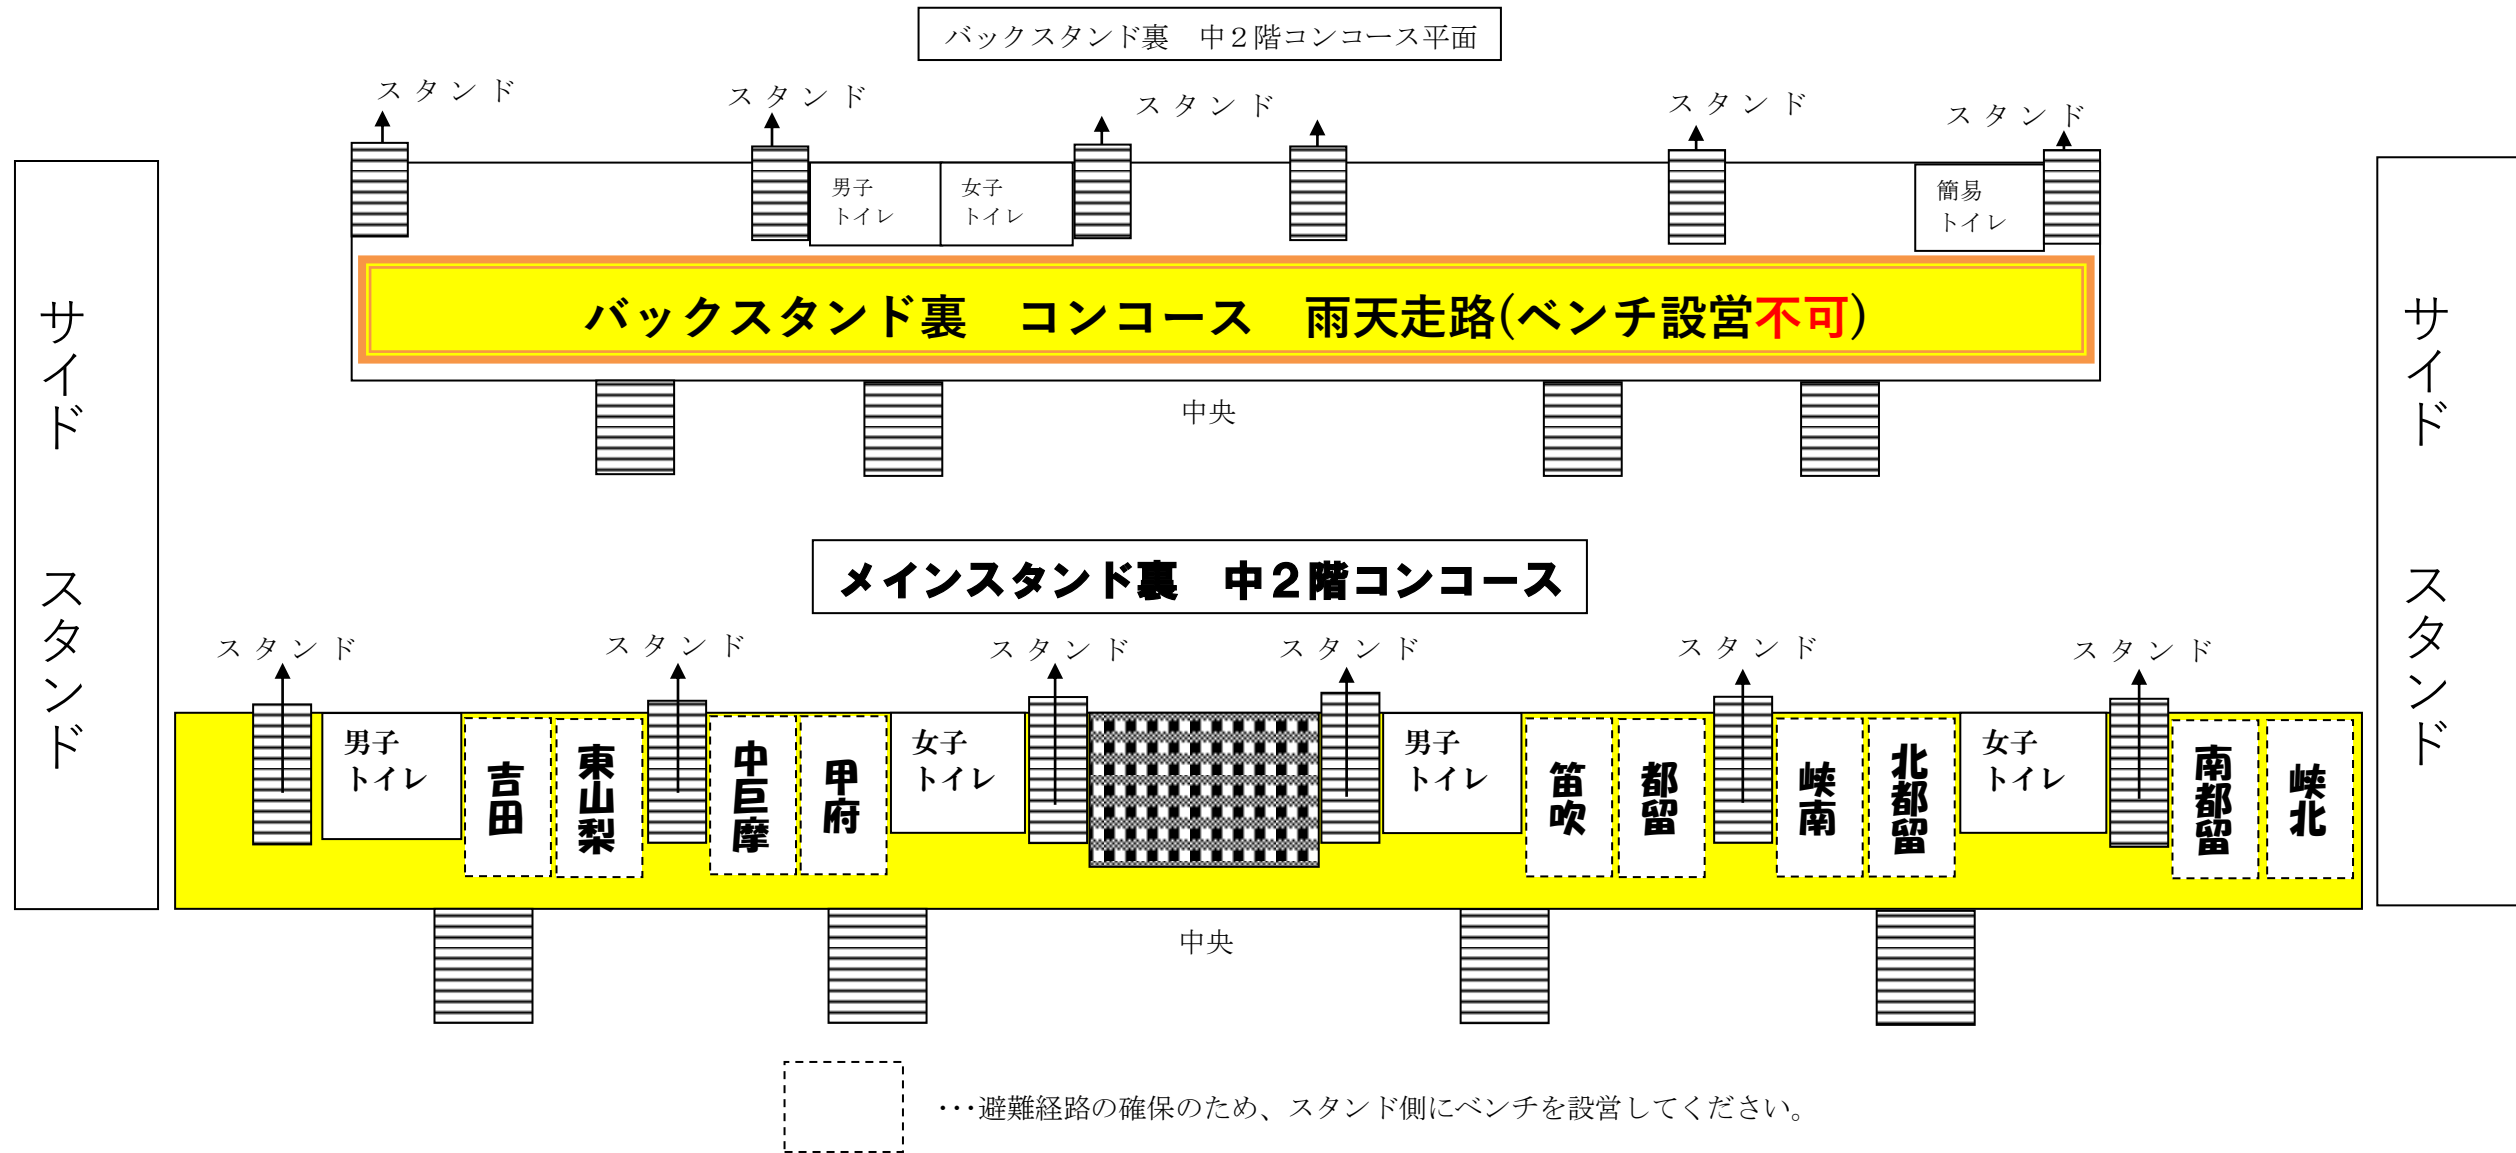 バックスタンド裏　中２階コンコース平面
スタンド
スタンド
スタンド
スタンド
スタンド
男子
トイレ
女子
トイレ
簡易
トイレ
バックスタンド裏　コンコース　雨天走路(ベンチ設営不可)
中央
サイド　スタンド
サイド　スタンド
メインスタンド裏　中２階コンコース
スタンド
スタンド
スタンド
スタンド
スタンド
スタンド
男子
トイレ
吉田
東山梨
中巨摩
甲府
女子
トイレ
男子
トイレ
笛吹
都留
峡南
北都留
女子
トイレ
南都留
峡北
中央
･･･避難経路の確保のため、スタンド側にベンチを設営してください。